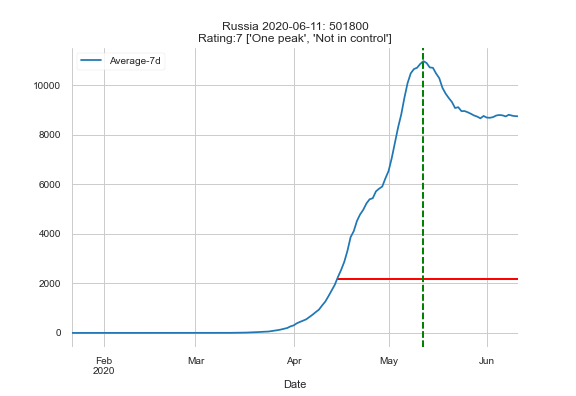 Russia 2020-06-11: 501800
Rating:7 ['One peak', 'Not in control']
Average-7d
10000
8000
6000
4000
2000
0
Feb
2020
Mar
Apr
May
Jun
Date